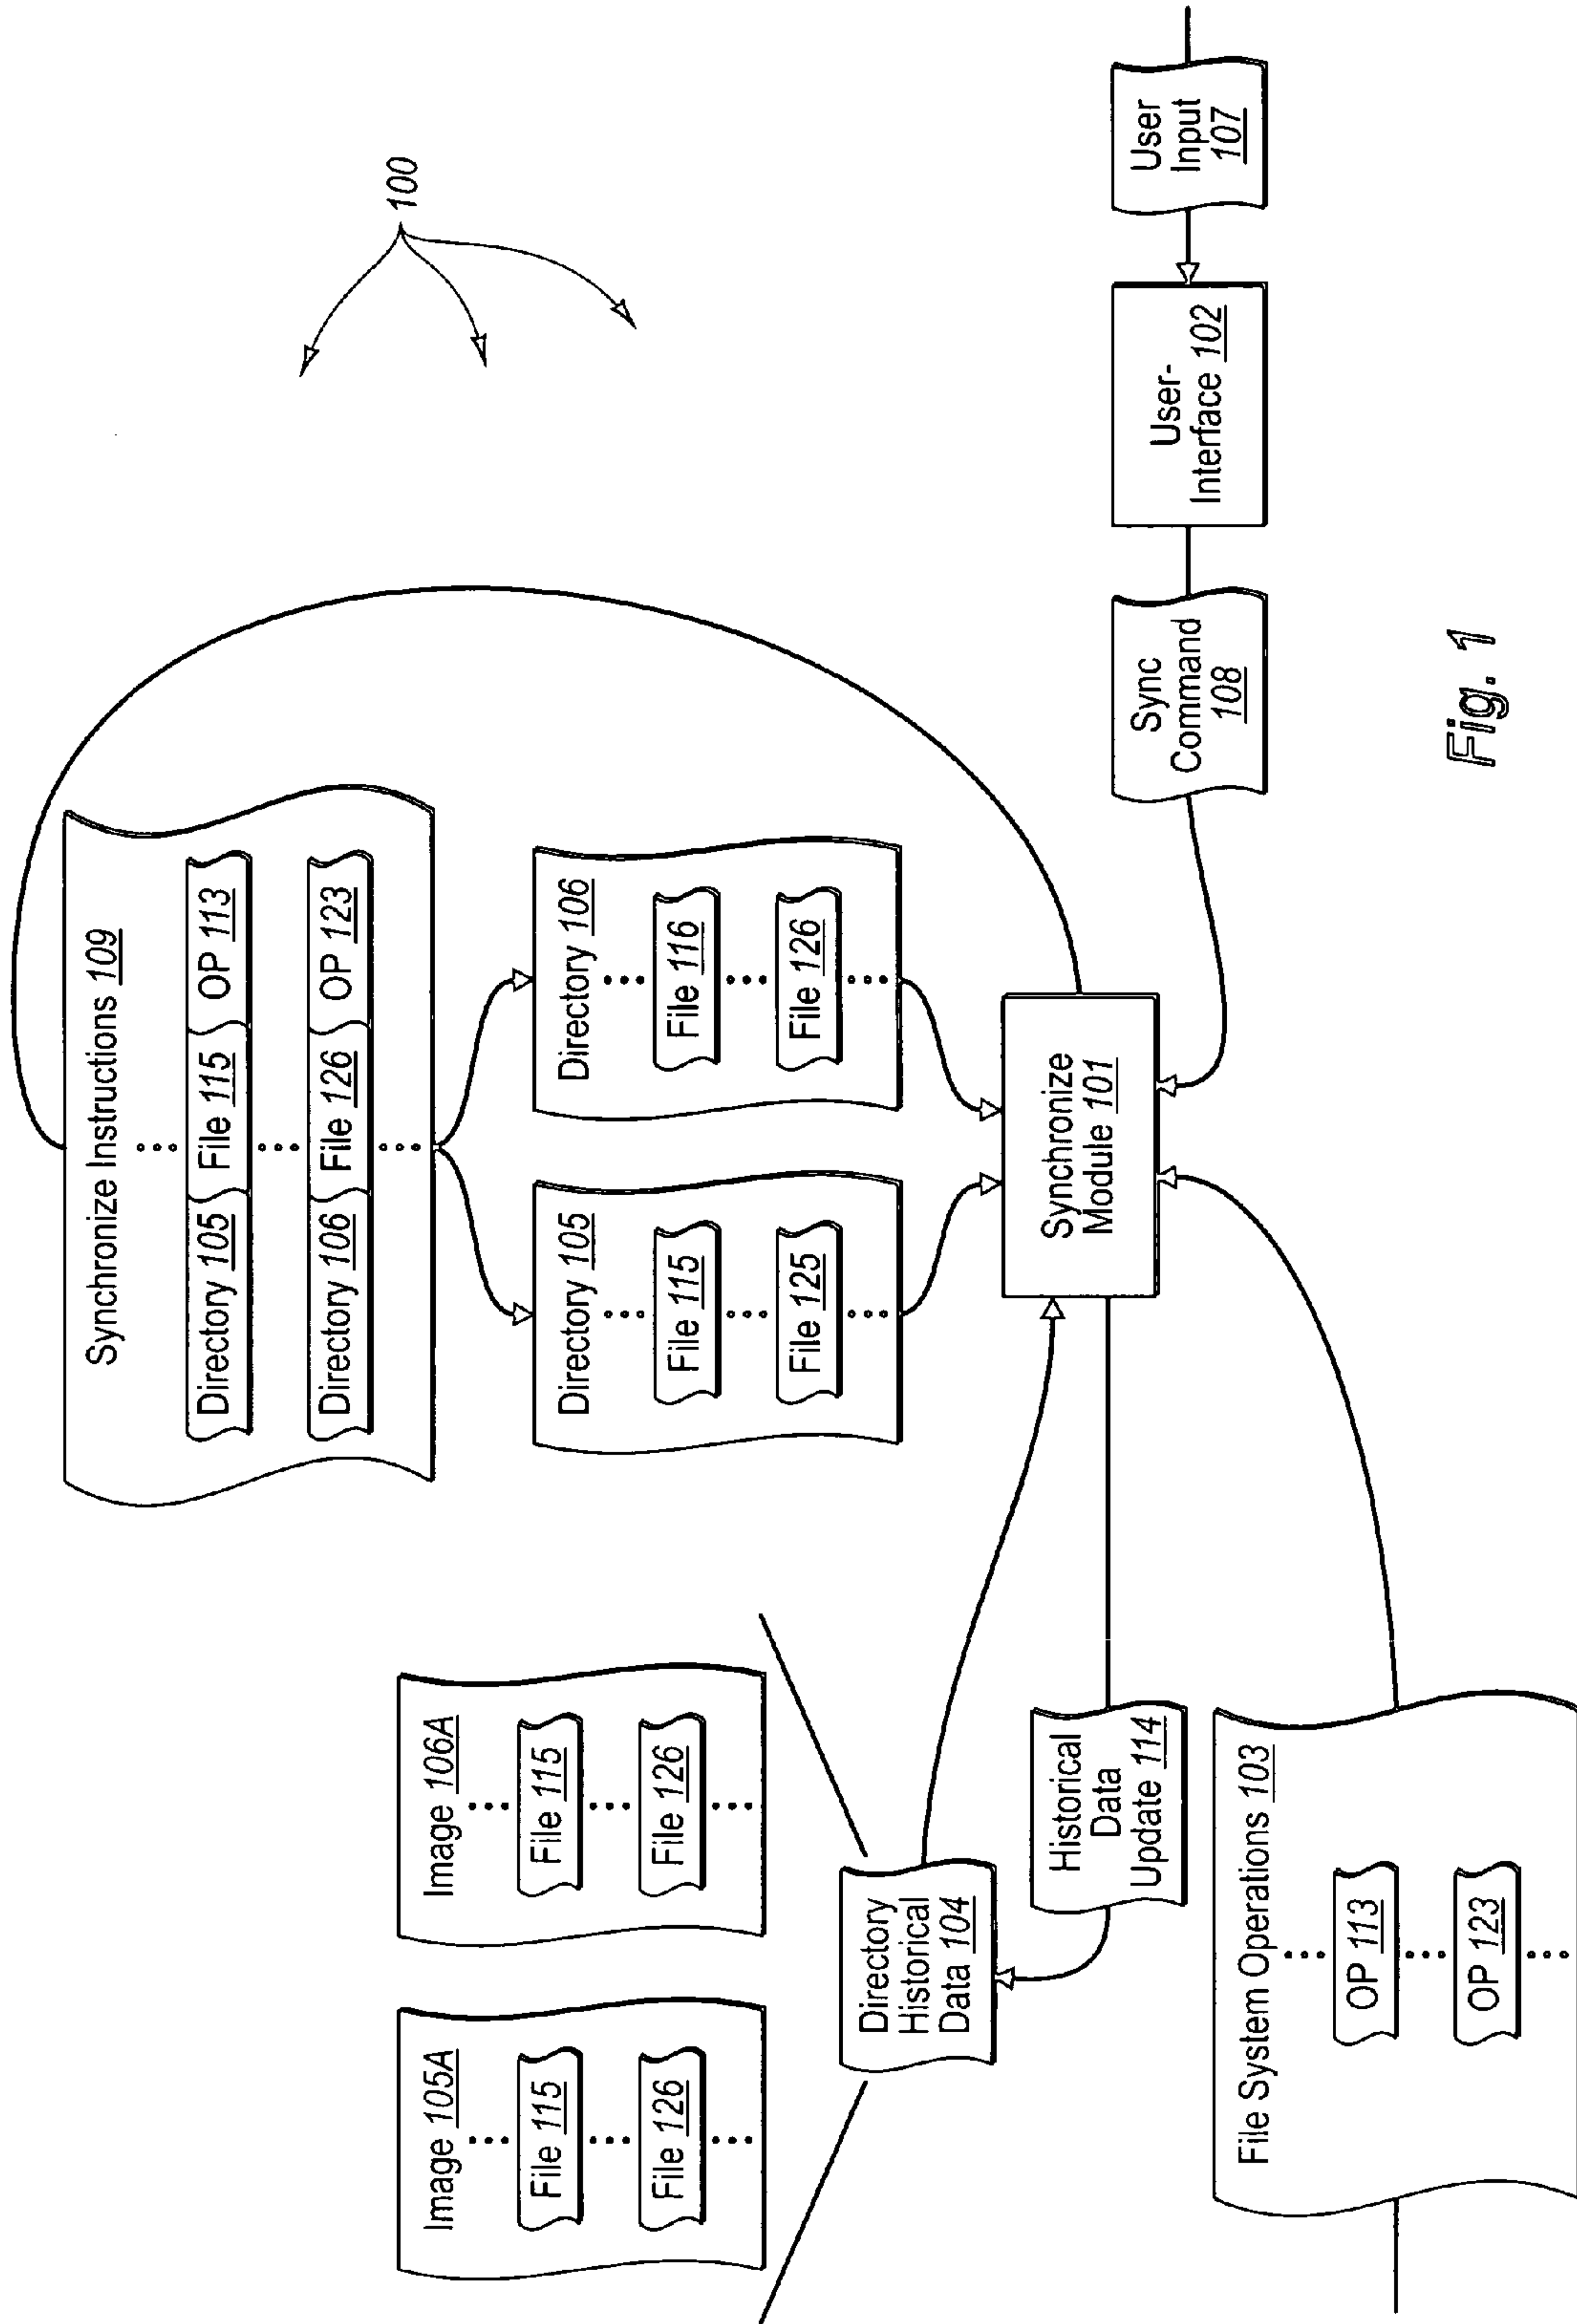 100
Synchronize Instructions 109
Directory 105 File 115 OP 113
Directory 106 File 126 OP 123
Image 105A
File 115
File 126
Image 106A
File 115
File 126
Directory 105
File 115
File 125
Directory 106
File 116
File 126
Directory
Historical
Data 104
Historical
Data
Update 114
Synchronize
Module 101
File System Operations 103
OP 113
OP 123
Sync
Command
108
User-
Interface 102
User
Input
107
Fig. 1